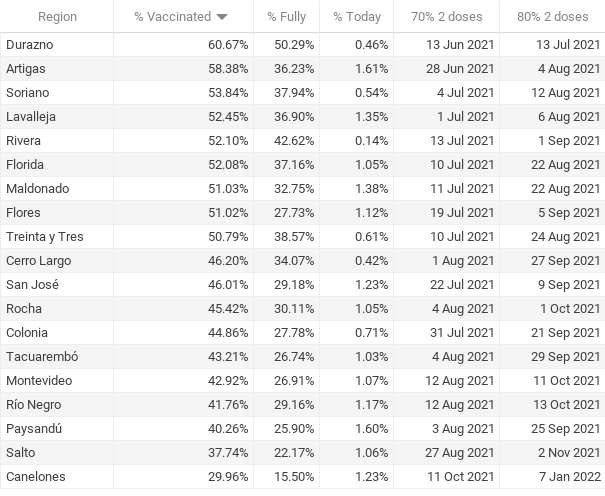 Region % Vaccinated % Fully % Today 70% 2 doses 80% 2 doses
Durazno 60.67% 50.29% 0.46% 13 Jun 2021 13 Jul 2021
Artigas 58.38% 36.23% 1.61% 28 Jun 2021 4 Aug 2021
Soriano 53.84% 37.94% 0.54% 4 Jul 2021 12 Aug 2021
Lavalleja 52.45% 36.90% 1.35% 1 Jul 2021 6 Aug 2021
Rivera 52.10% 42.62% 0.14% 13 Jul 2021 1 Sep 2021
Florida 52.08% 37.16% 1.05% 10 Jul 2021 22 Aug 2021
Maldonado 51.03% 32.75% 1.38% 11 Jul 2021 22 Aug 2021
Flores 51.02% 27.73% 1.12% 19 Jul 2021 5 Sep 2021
Treinta y Tres 50.79% 38.57% 0.61% 10 Jul 2021 24 Aug 2021
Cerro Largo 46.20% 34.07% 0.42% 1 Aug 2021 27 Sep 2021
San José 46.01% 29.18% 1.23% 22 Jul 2021 9 Sep 2021
Rocha 45.42% 30.11% 1.05% 4 Aug 2021 1 Oct 2021
Colonia 44.86% 27.78% 0.71% 31 Jul 2021 21 Sep 2021
Tacuarembó 43.21% 26.74% 1.03% 4 Aug 2021 29 Sep 2021
Montevideo 42.92% 26.91% 1.07% 12 Aug 2021 11 Oct 2021
Río Negro 41.76% 29.16% 1.17% 12 Aug 2021 13 Oct 2021
Paysandú 40.26% 25.90% 1.60% 3 Aug 2021 25 Sep 2021
Salto 37.74% 22.17% 1.06% 27 Aug 2021 2 Nov 2021
Canelones 29.96% 15.50% 1.23% 11 Oct 2021 7 Jan 2022